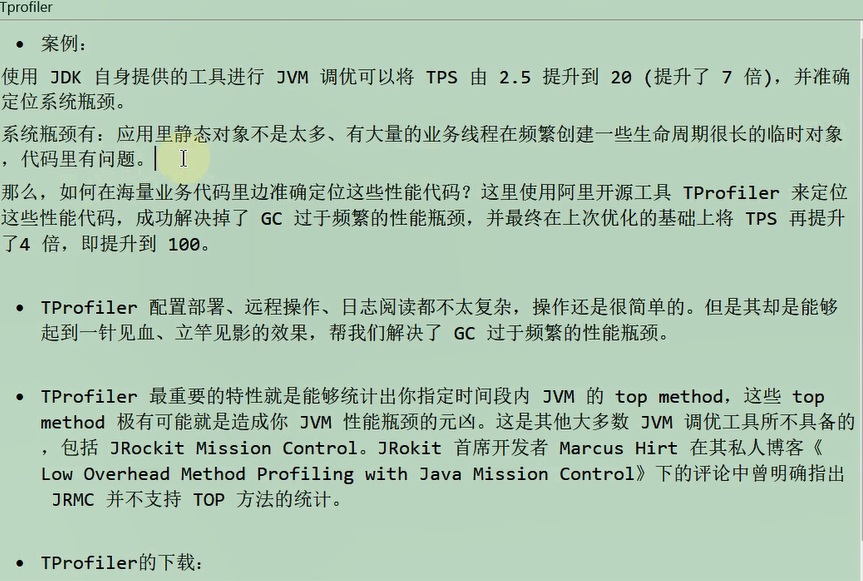 Tprofiler
• 案例：
使用 JDK 自身提供的工具进行 JVM 调优可以将 TPS 由 2.5 提升到 20 (提升了 7 倍)，并准确
定位系统瓶颈。
系统瓶颈有：应用里静态对象不是太多、有大量的业务线程在频繁创建一些生命周期很长的临时对象
，代码里有问题。
那么，如何在海量业务代码里边准确定位这些性能代码？这里使用阿里开源工具 TProfiler 来定位
这些性能代码，成功解决掉了 GC 过于频繁的性能瓶颈，并最终在上次优化的基础上将 TPS 再提升
了4 倍，即提升到 100。
• TProfiler 配置部署、远程操作、日志阅读都不太复杂，操作还是很简单的。但是其却是能够
起到一针见血、立竿见影的效果，帮我们解决了 GC 过于频繁的性能瓶颈。
• TProfiler 最重要的特性就是能够统计出你指定时间段内 JVM 的 top method，这些 top
method 极有可能就是造成你 JVM 性能瓶颈的元凶。这是其他大多数 JVM 调优工具所不具备的
，包括 JRockit Mission Control。JRokit 首席开发者 Marcus Hirt 在其私人博客《
Low Overhead Method Profiling with Java Mission Control》下的评论中曾明确指出
JRMC 并不支持 TOP 方法的统计。
• TProfiler的下载：